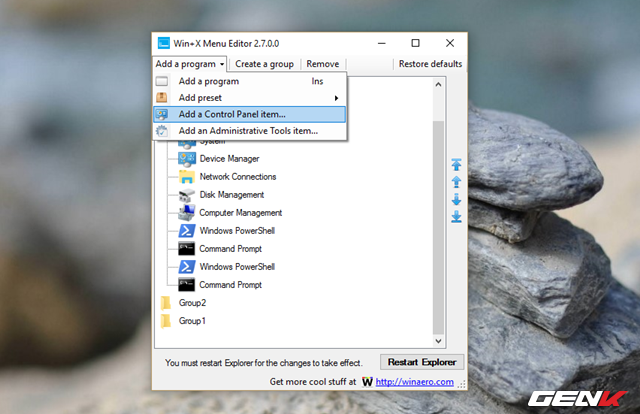 Win+X Menu Editor 2.7.0.0
Add a program Create a group Remove Restore defaults
Add a program Ins
Add preset
Add a Control Panel item...
Add an Administrative Tools item...
System
Device Manager
Network Connections
Disk Management
Computer Management
Windows PowerShell
Command Prompt
Windows PowerShell
Command Prompt
Group2
Group1
You must restart Explorer for the changes to take effect. Restart Explorer
Get more cool stuff at W http://winaero.com
GENK